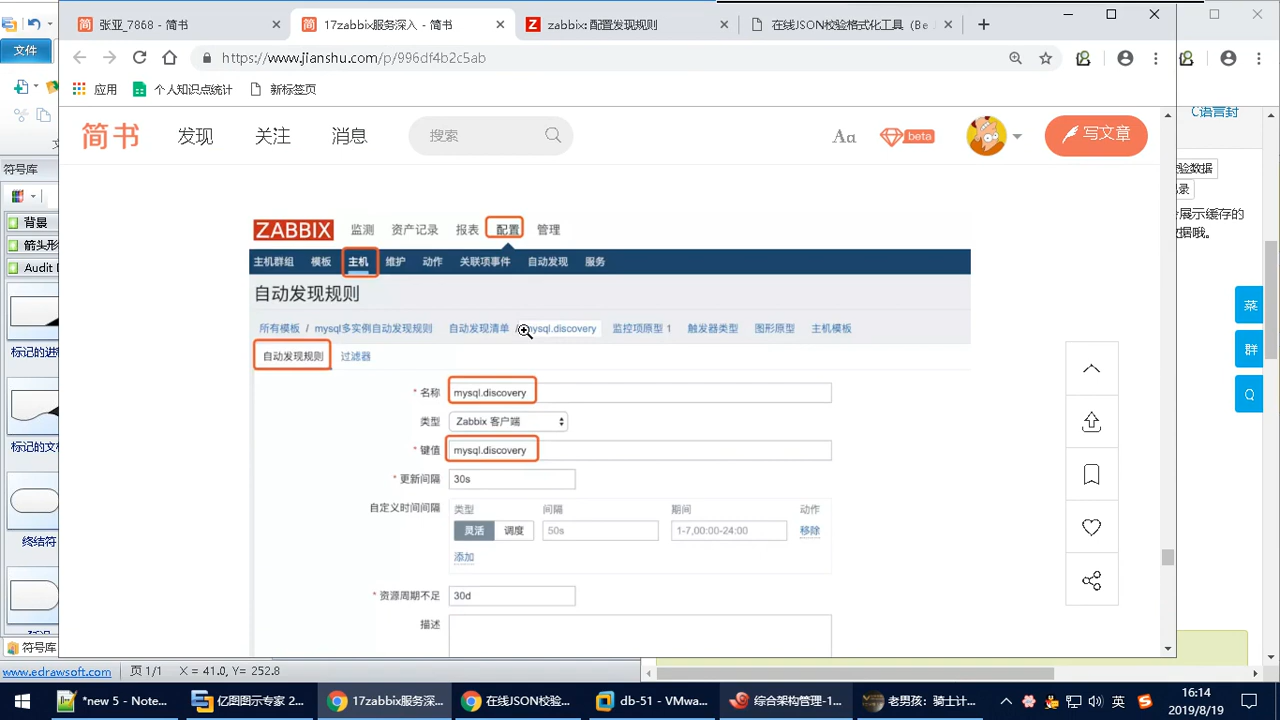 张亚_7868 - 简书
17zabbix服务深入 - 简书
zabbix: 配置发现规则
在线JSON校验格式化工具（Be
https://www.jianshu.com/p/996df4b2c5ab
应用
个人知识点统计
新标签页
文件
符号库
背景
箭头形
Audit D
标记的进
标记的文
终结符
符号库
简书
发现
关注
消息
搜索
Aa
beta
写文章
C语言封
验数据
录
展示缓存的
数据哦。
菜
群
Q
ZABBIX
监测
资产记录
报表
配置
管理
主机群组
模板
主机
维护
动作
关联项事件
自动发现
服务
自动发现规则
所有模板 / mysql多实例自动发现规则
自动发现清单 / mysql.discovery
监控项原型 1
触发器类型
图形原型
主机模板
自动发现规则
过滤器
* 名称
mysql.discovery
类型
Zabbix 客户端
* 键值
mysql.discovery
* 更新间隔
30s
自定义时间间隔
类型
间隔
期间
动作
灵活
调度
50s
1-7,00:00-24:00
移除
添加
* 资源周期不足
30d
描述
www.edrawsoft.com
页 1/1
X = 41.0, Y= 252.8
*new 5 - Note...
亿图图示专家 2...
17zabbix服务深...
在线JSON校验...
db-51 - VMwa...
综合架构管理-1...
老男孩：骑士计...
英
16:14
2019/8/19